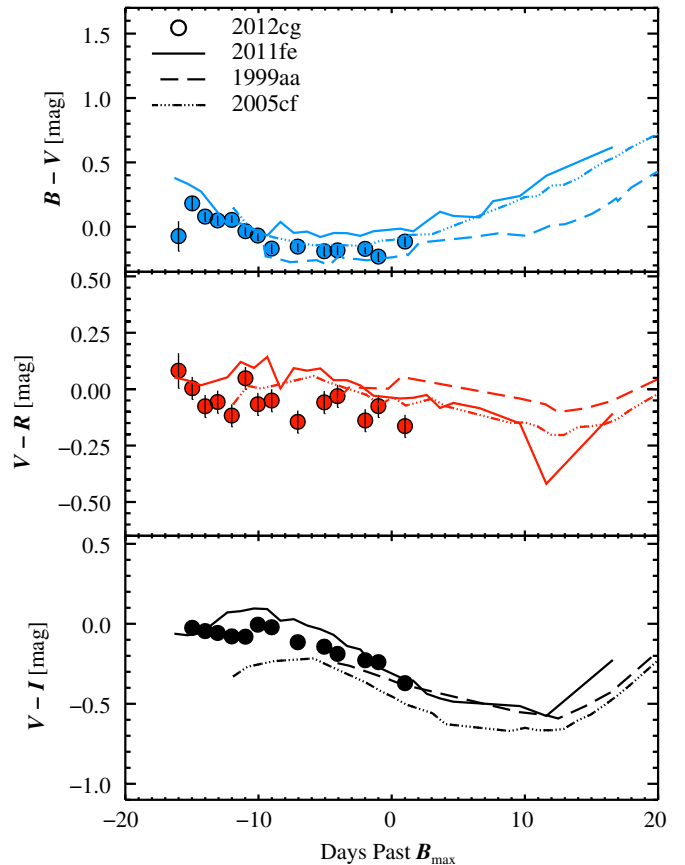 2012cg
2011fe
1999aa
2005cf
1.5
1.0
0.5
0.0
B − V [mag]
0.50
0.25
0.00
−0.25
−0.50
V − R [mag]
0.5
0.0
−0.5
−1.0
V − I [mag]
−20 −10 0 10 20
Days Past Bmax